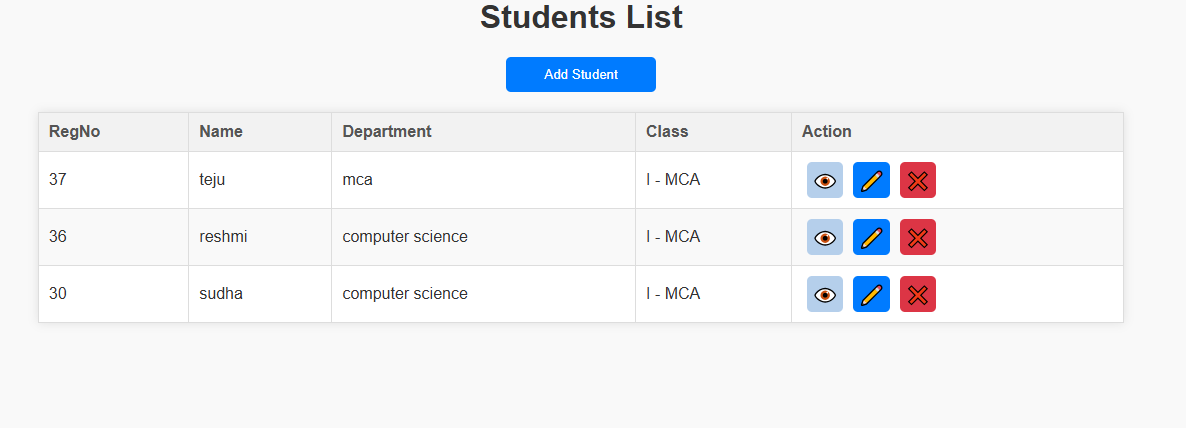 Students List
Add Student
RegNo Name Department Class Action
37 teju mca I - MCA
36 reshmi computer science I - MCA
30 sudha computer science I - MCA